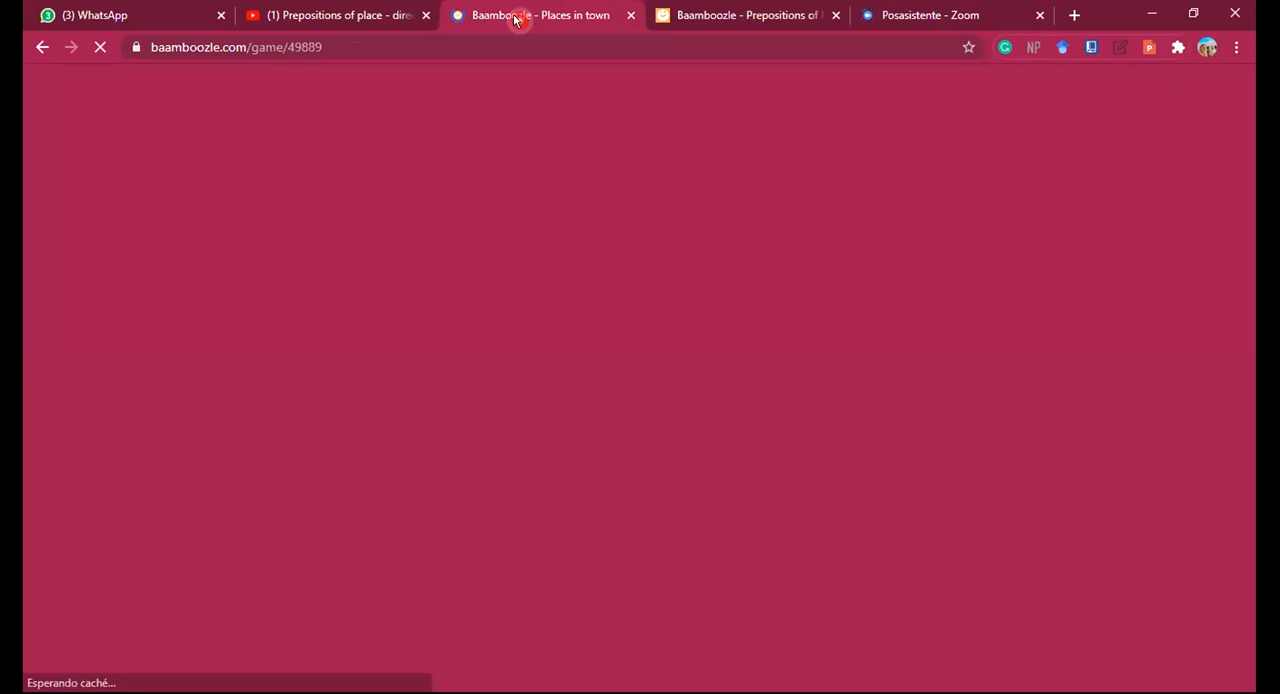 (3) WhatsApp
(1) Prepositions of place - dire
Baamboozle - Places in town
Baamboozle - Prepositions of
Posasistente - Zoom
baamboozle.com/game/49889
NP
Esperando caché...